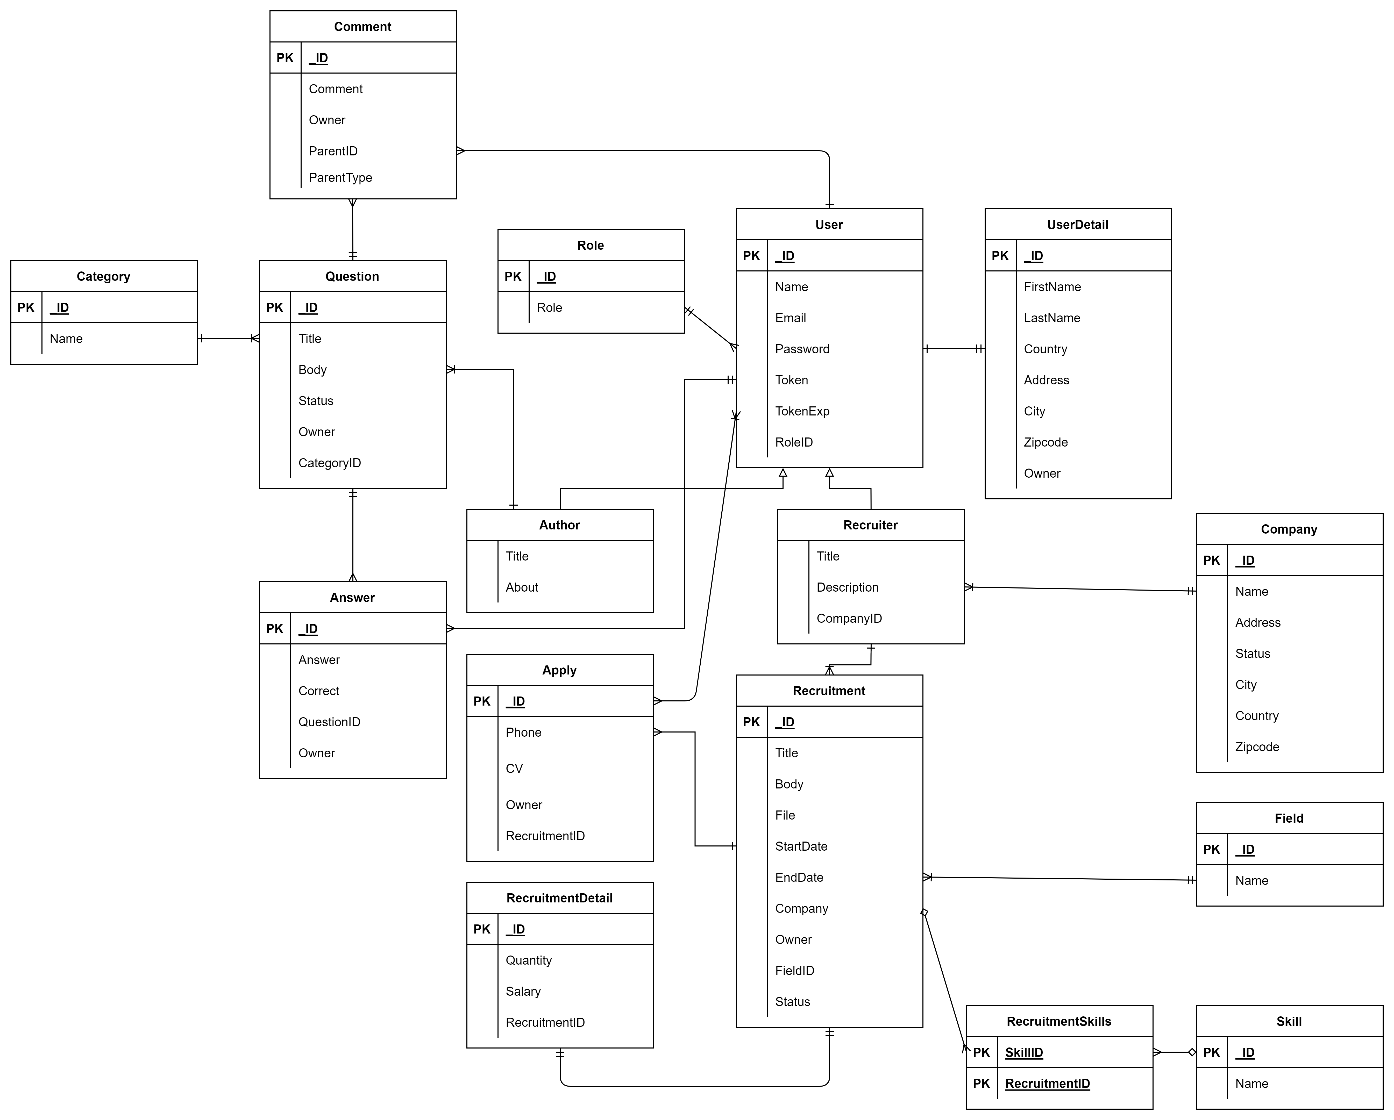 Comment
PK _ID
Comment
Owner
ParentID
ParentType
Category
PK _ID
Name
Question
PK _ID
Title
Body
Status
Owner
CategoryID
Role
PK _ID
Role
User
PK _ID
Name
Email
Password
Token
TokenExp
RoleID
UserDetail
PK _ID
FirstName
LastName
Country
Address
City
Zipcode
Owner
Author
Title
About
Recruiter
Title
Description
CompanyID
Company
PK _ID
Name
Address
Status
City
Country
Zipcode
Answer
PK _ID
Answer
Correct
QuestionID
Owner
Apply
PK _ID
Phone
CV
Owner
RecruitmentID
Recruitment
PK _ID
Title
Body
File
StartDate
EndDate
Company
Owner
FieldID
Status
Field
PK _ID
Name
RecruitmentDetail
PK _ID
Quantity
Salary
RecruitmentID
RecruitmentSkills
PK SkillID
PK RecruitmentID
Skill
PK _ID
Name